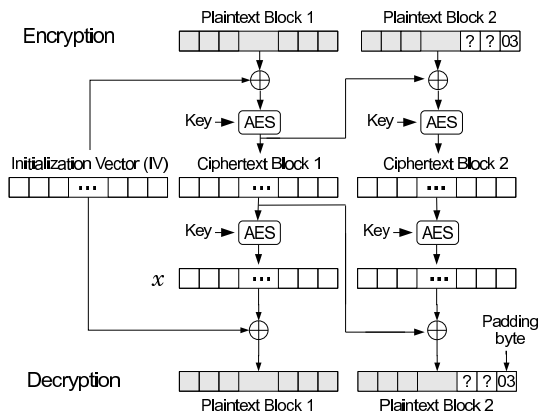 Encryption
Plaintext Block 1
Plaintext Block 2
? ? 03
Key
AES
Key
AES
Initialization Vector (IV)
Ciphertext Block 1
Ciphertext Block 2
...
...
...
Key
AES
Key
AES
x
...
...
Padding
byte
Decryption
? ? 03
Plaintext Block 1
Plaintext Block 2